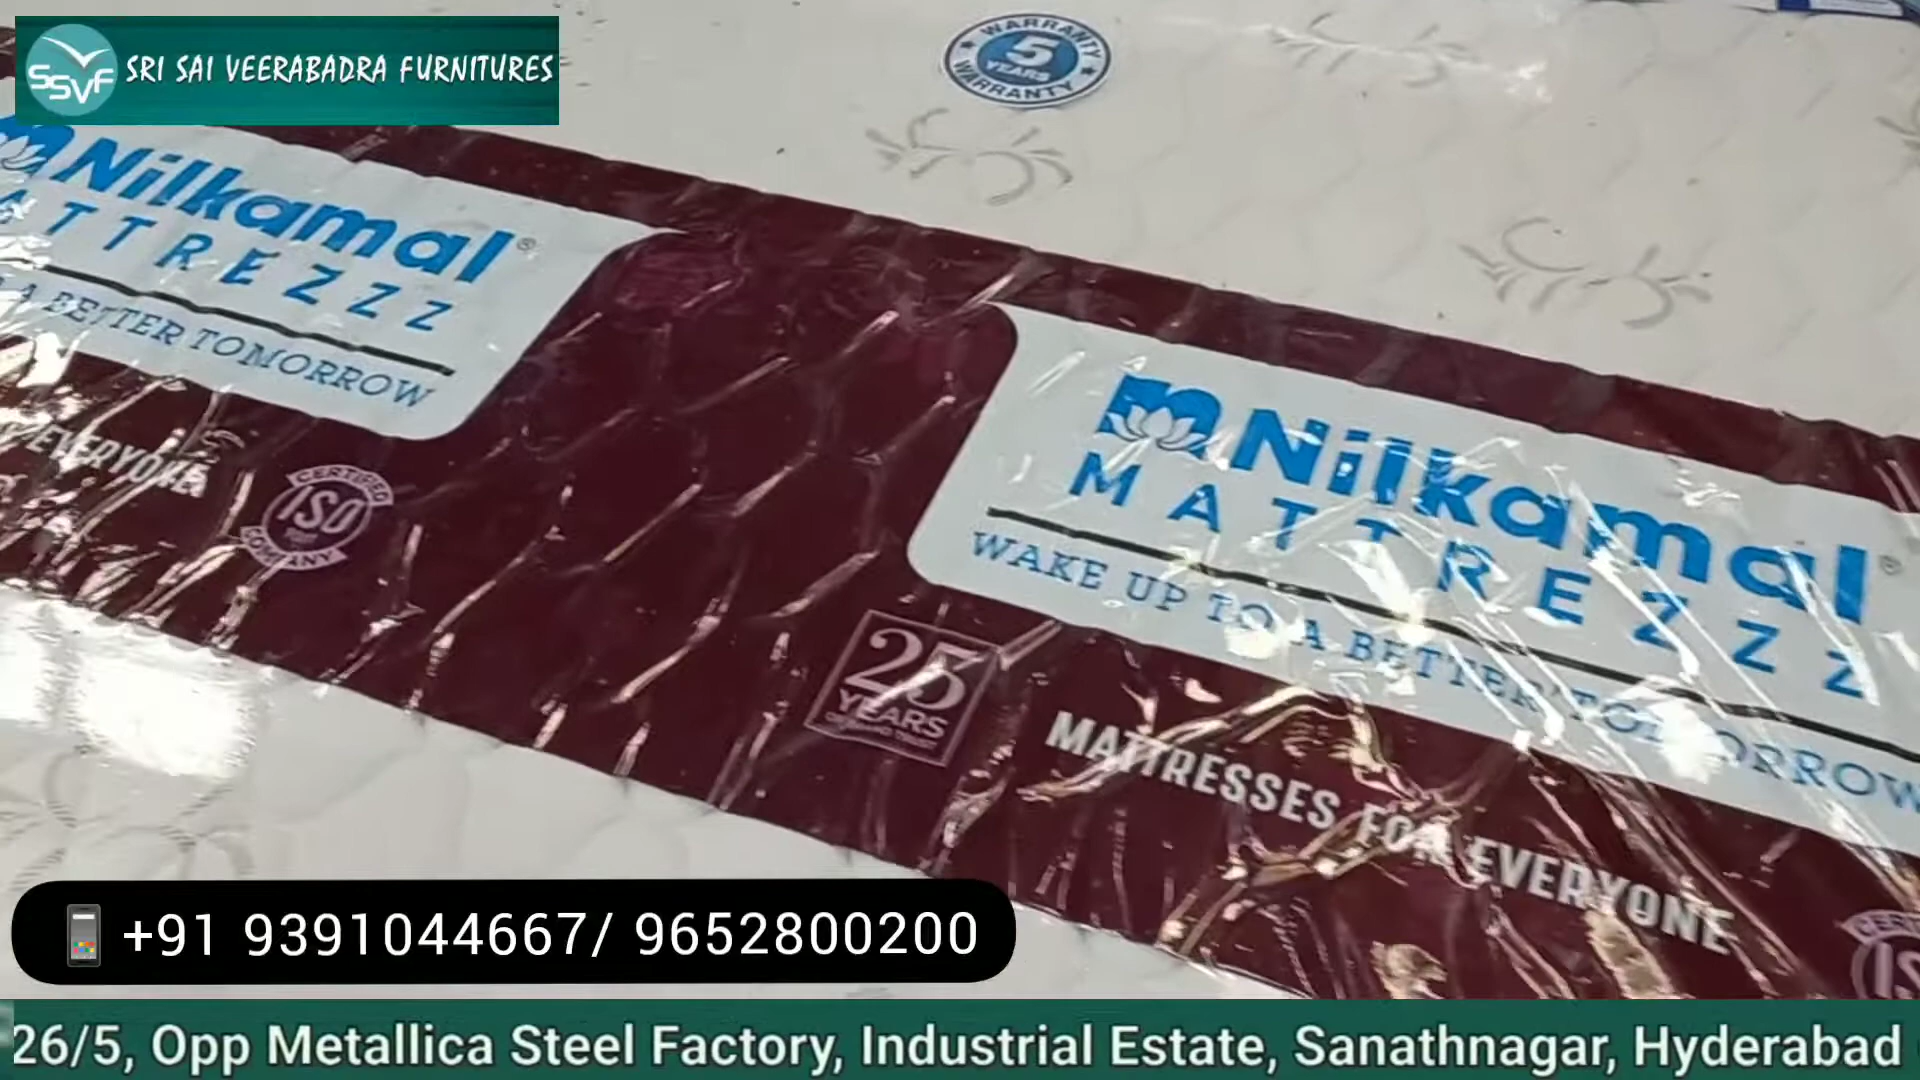 SSVF
SRI SAI VEERABADRA FURNITURES
WARRANTY
5
YEARS
WARRANTY
Nilkamal®
ATTREZZZ
A BETTER TOMORROW
EVERYONE
CERTIFIED
ISO
COMPANY
Nilkamal®
MATTREZZZ
WAKE UP TO A BETTER TOMORROW
25
YEARS
MATTRESSES FOR EVERYONE
+91 9391044667/ 9652800200
26/5, Opp Metallica Steel Factory, Industrial Estate, Sanathnagar, Hyderabad